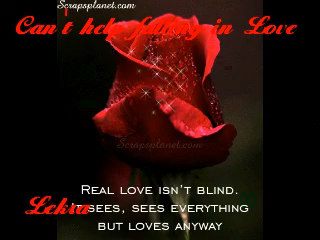 Scrapsplanet.com
Can't help falling in Love
Scrapsplanet.com
REAL LOVE ISN'T BLIND.
IT SEES, SEES EVERYTHING
BUT LOVES ANYWAY
Lekra